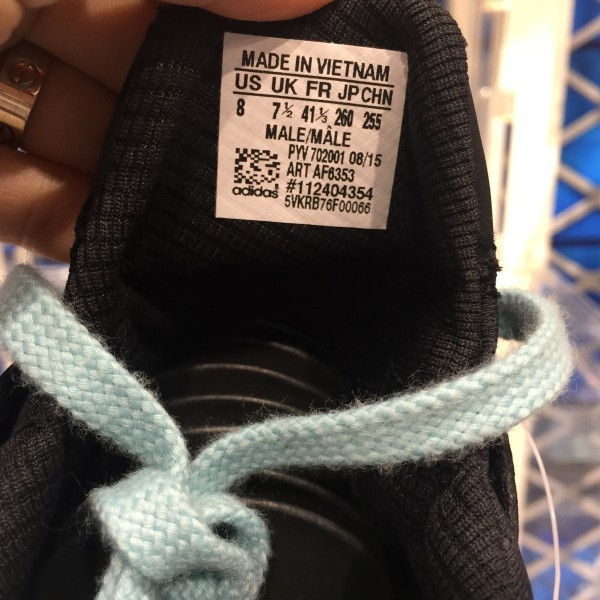 MADE IN VIETNAM
US UK FR JP CHN
8 7½ 41⅓ 260 255
MALE/MÂLE
PYV 702001 08/15
ART AF6353
#112404354
adidas 5VKRB76F00066